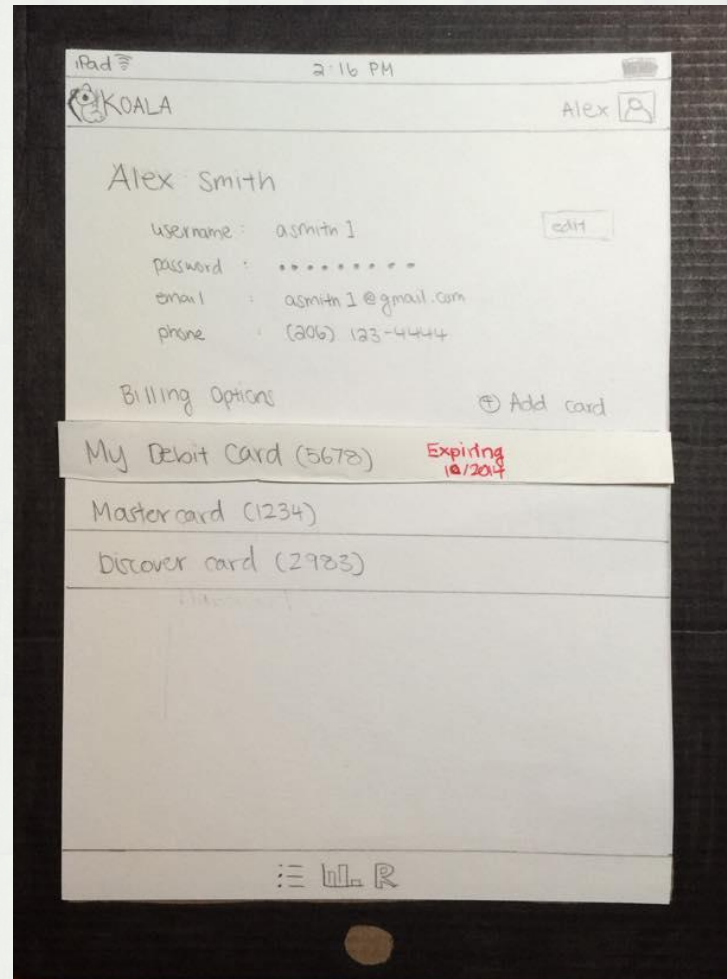 iPad
2:16 PM
KOALA
Alex
Alex Smith
username : asmith1
edit
password : •••••••••
email : asmith1@gmail.com
phone : (206) 123-4444
Billing Options
+ Add card
My Debit Card (5678)
Expiring
10/2014
Mastercard (1234)
Discover card (2983)
R